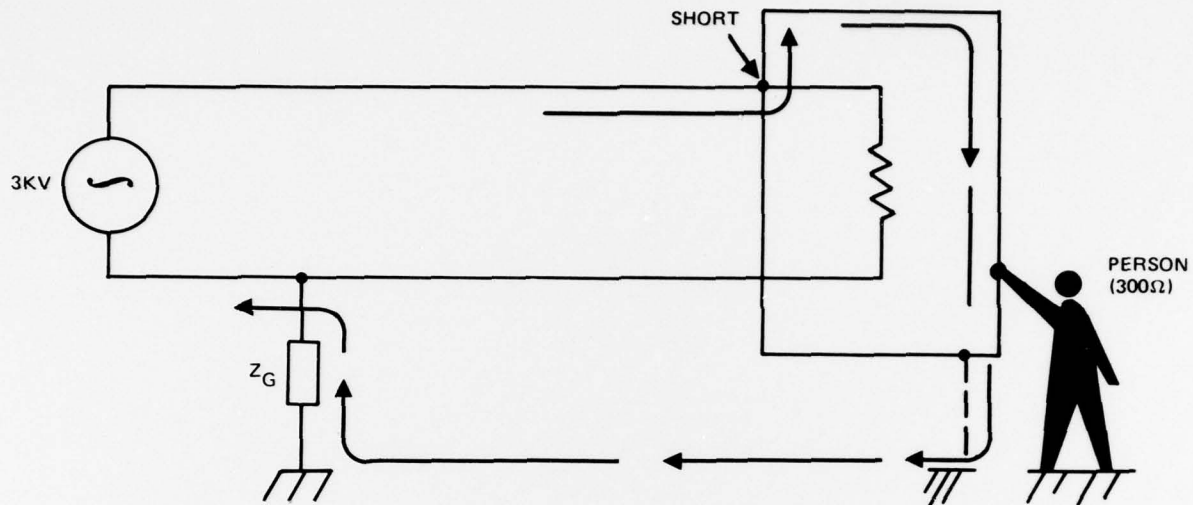 SHORT
3KV
PERSON
(300Ω)
Z_G